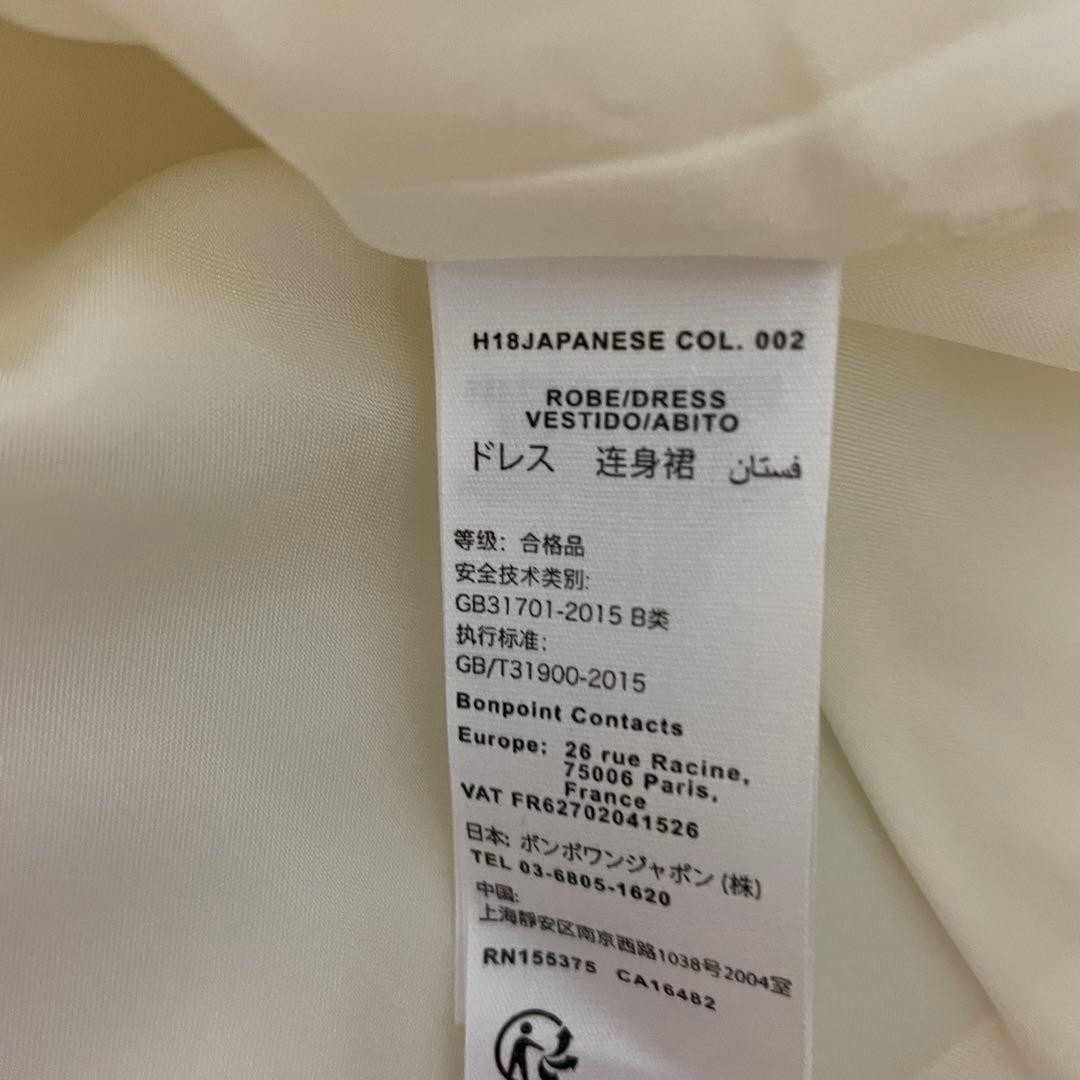 H18JAPANESE COL. 002
ROBE/DRESS
VESTIDO/ABITO
ドレス 连身裙 فستان
等级: 合格品
安全技术类别:
GB31701-2015 B类
执行标准:
GB/T31900-2015
Bonpoint Contacts
Europe: 26 rue Racine,
75006 Paris,
France
VAT FR62702041526
日本: ボンポワンジャポン (株)
TEL 03-6805-1620
中国:
上海靜安区南京西路1038号2004室
RN155375 CA16482